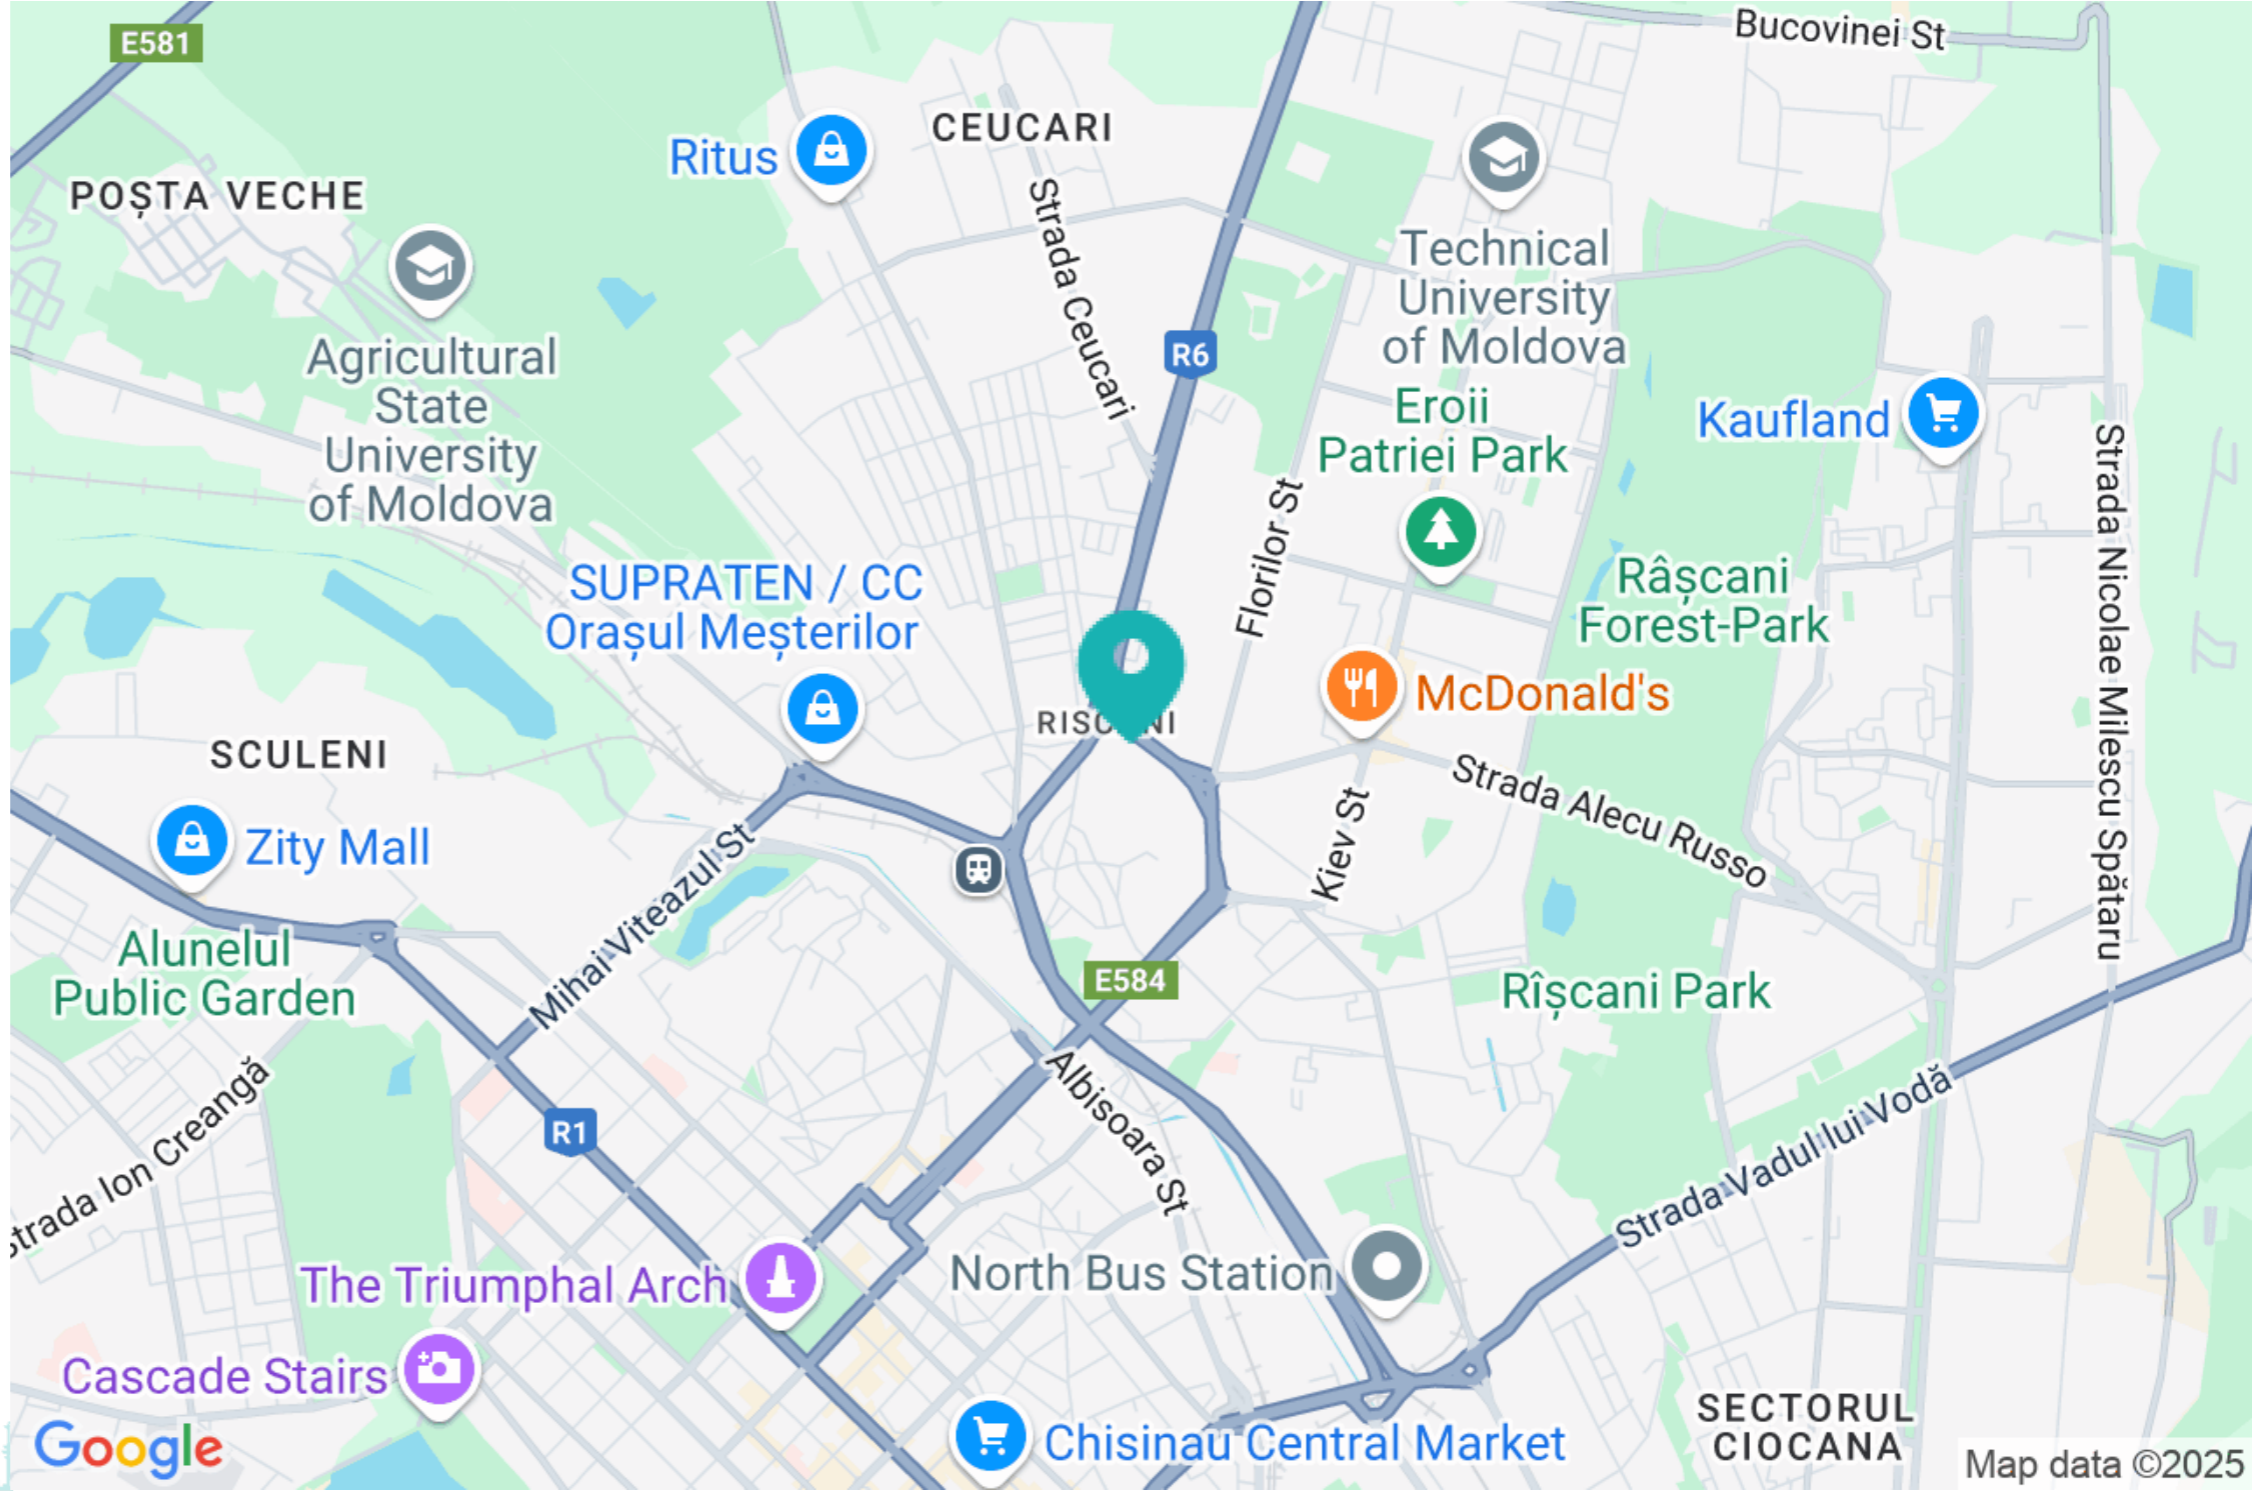 E581
Bucovinei St
CEUCARI
Ritus
POȘTA VECHE
Strada Ceucari
Technical
University
of Moldova
Agricultural
State
University
of Moldova
R6
Eroii
Patriei Park
Kaufland
Strada Nicolae Milescu Spătaru
Florilor St
SUPRATEN / CC
Orașul Meșterilor
Râșcani
Forest-Park
McDonald's
SCULENI
Strada Alecu Russo
Zity Mall
Kiev St
Mihai Viteazul St
Alunelul
Public Garden
E584
Rîșcani Park
Albisoara St
R1
Strada Ion Creangă
Strada Vadul lui Vodă
The Triumphal Arch
North Bus Station
Cascade Stairs
Chisinau Central Market
SECTORUL
CIOCANA
Google
Map data ©2025